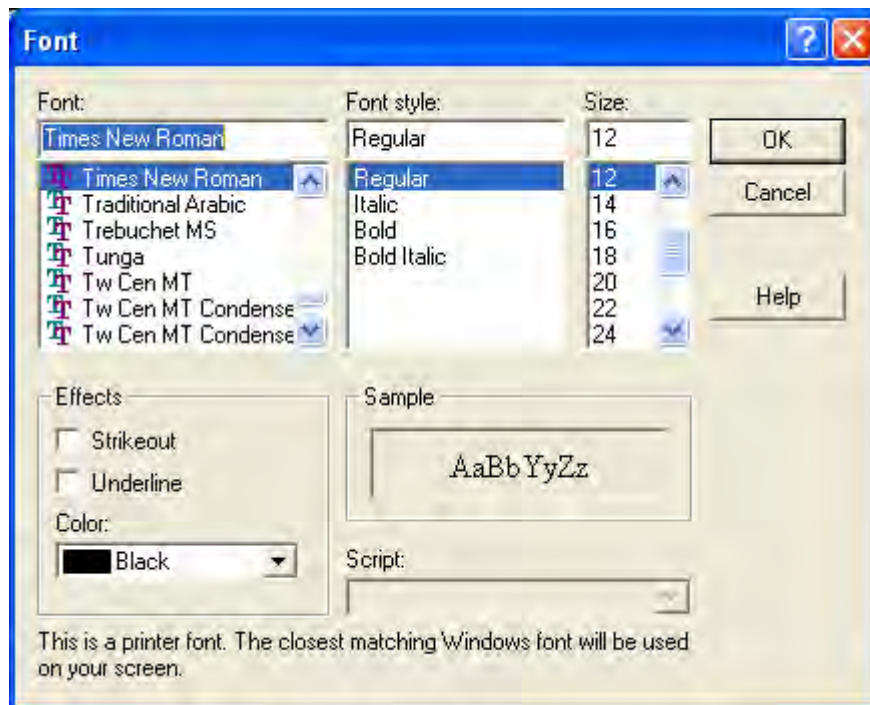 Font
Font:
Font style:
Size:
Times New Roman
Regular
12
OK
Times New Roman
Traditional Arabic
Trebuchet MS
Tunga
Tw Cen MT
Tw Cen MT Condense
Tw Cen MT Condense
Regular
Italic
Bold
Bold Italic
12
14
16
18
20
22
24
Cancel
Help
Effects
Strikeout
Underline
Color:
Black
Sample
AaBbYyZz
Script:
This is a printer font. The closest matching Windows font will be used
on your screen.